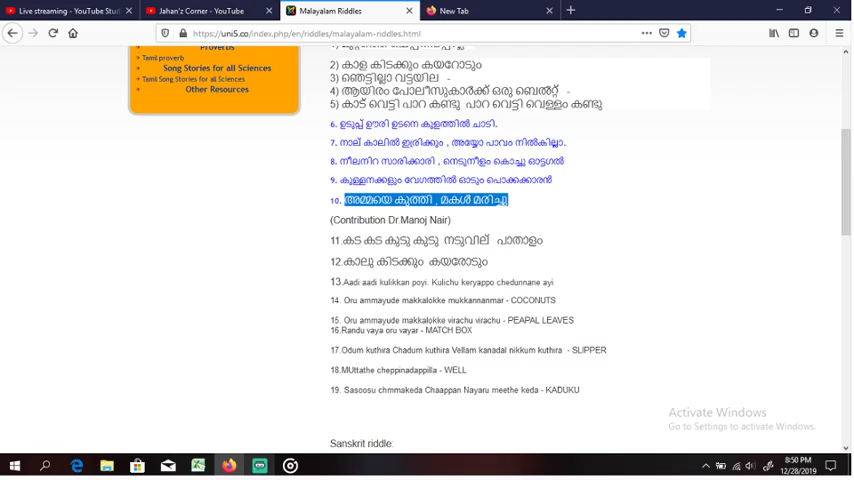 Live streaming - YouTube Stud
Jahan'z Corner - YouTube
Malayalam Riddles
New Tab
https://uni5.co/index.php/en/riddles/malayalam-riddles.html
Proverbs
Tamil proverb
Song Stories for all Sciences
Tamil Song Stories for all Sciences
Other Resources
2) കാള കിടക്കും കയറോടും
3) ഞെട്ടില്ലാ വട്ടയില -
4) ആയിരം പോലീസുകാർക്ക് ഒരു ബെൽറ്റ് -
5) കാട് വെട്ടി പാറ കണ്ടു പാറ വെട്ടി വെള്ളം കണ്ടു
6. ഉടുപ്പ് ഊരി ഉടനെ കുളത്തിൽ ചാടി.
7. നാല് കാലിൽ ഇരിക്കും , അയ്യോ പാവം നിൽകില്ലാ.
8. നീലനിറ സാരിക്കാരി , നെടുനീളം കൊച്ചു ഓട്ടഗൽ
9. കുള്ളനക്കളും വേഗത്തിൽ ഓടും പൊക്കക്കാരൻ
10. അമ്മയെ കുത്തി , മകൾ മരിച്ചു
(Contribution Dr.Manoj Nair)
11.കട കട കുടു കുടു നടുവില് പാതാളം
12.കാലു കിടക്കും കയരോടും
13.Aadi aadi kulikkan poyi. Kulichu keryappo chedunnane ayi
14. Oru ammayude makkalokke mukkannanmar - COCONUTS
15. Oru ammayude makkalokke virachu virachu - PEAPAL LEAVES
16.Randu vaya oru vayar - MATCH BOX
17.Odum kuthira Chadum kuthira Vellam kanadal nikkum kuthira - SLIPPER
18.MUttathe cheppinadappilla - WELL
19. Sasoosu chmmakeda Chaappan Nayaru meethe keda - KADUKU
Sanskrit riddle:
Activate Windows
Go to Settings to activate Windows.
8:50 PM
12/28/2019